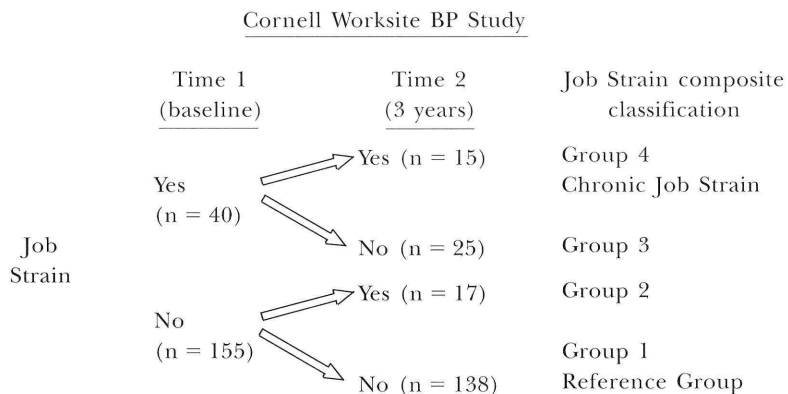 Cornell Worksite BP Study
Time 1 Time 2 Job Strain composite
(baseline) (3 years) classification
Yes (n = 15) Group 4
Yes Chronic Job Strain
(n = 40)
Job No (n = 25) Group 3
Strain
Yes (n = 17) Group 2
No
(n = 155) Group 1
No (n = 138) Reference Group